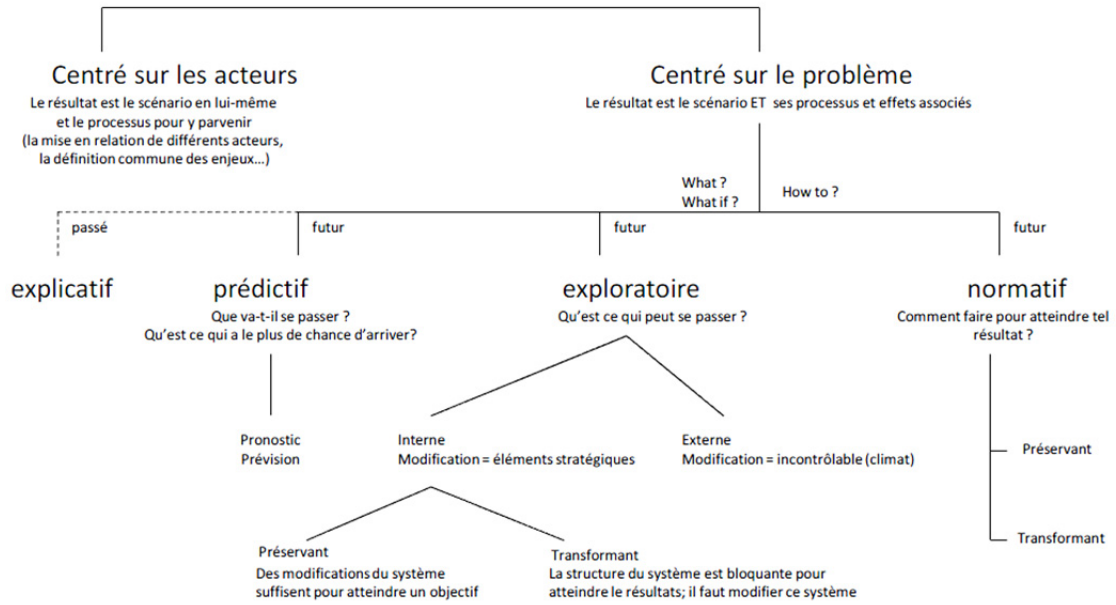 Centré sur les acteurs
Le résultat est le scénario en lui-même
et le processus pour y parvenir
(la mise en relation de différents acteurs,
la définition commune des enjeux…)
Centré sur le problème
Le résultat est le scénario ET ses processus et effets associés
What ?
What if ?
How to ?
passé
futur
futur
futur
explicatif
prédictif
Que va-t-il se passer ?
Qu'est ce qui a le plus de chance d'arriver?
exploratoire
Qu'est ce qui peut se passer ?
normatif
Comment faire pour atteindre tel
résultat ?
Pronostic
Prévision
Interne
Modification = éléments stratégiques
Externe
Modification = incontrôlable (climat)
Préservant
Transformant
Préservant
Des modifications du système
suffisent pour atteindre un objectif
Transformant
La structure du système est bloquante pour
atteindre le résultats; il faut modifier ce système